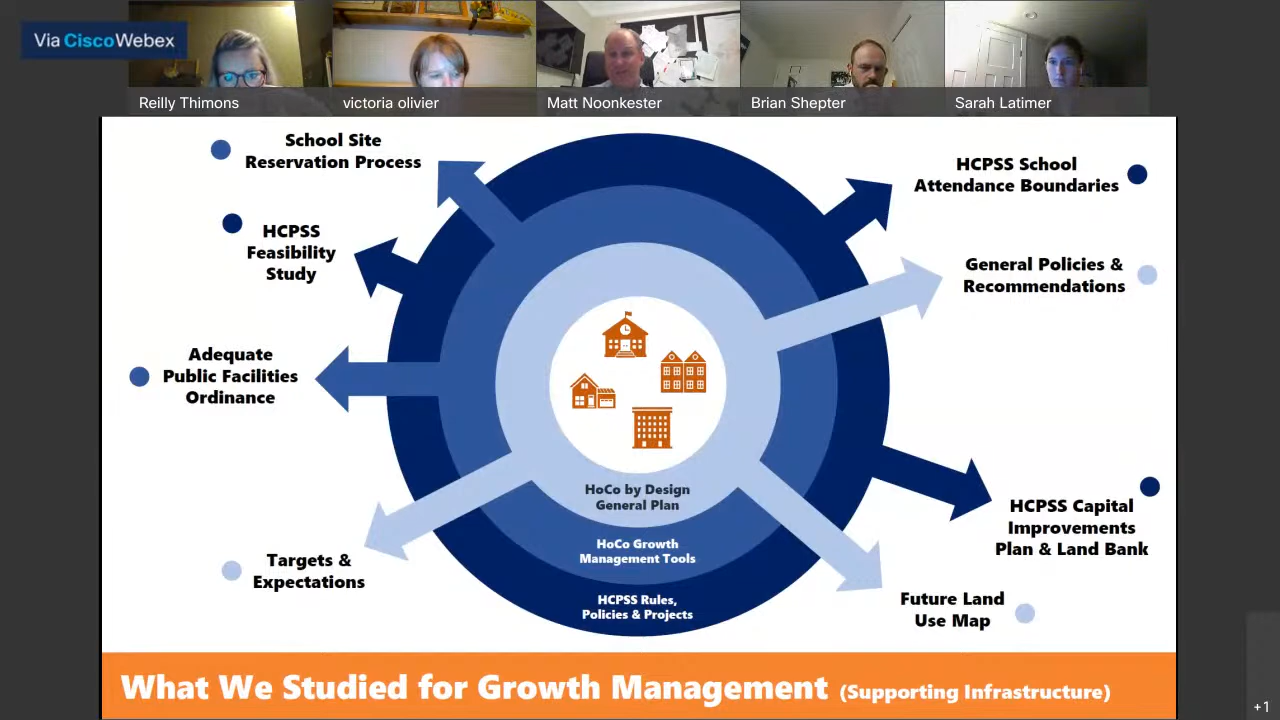 Via CiscoWebex
Reilly Thimons
victoria olivier
Matt Noonkester
Brian Shepter
Sarah Latimer
School Site
Reservation Process
HCPSS
Feasibility
Study
Adequate
Public Facilities
Ordinance
Targets &
Expectations
HCPSS School
Attendance Boundaries
General Policies &
Recommendations
HCPSS Capital
Improvements
Plan & Land Bank
Future Land
Use Map
HoCo by Design
General Plan
HoCo Growth
Management Tools
HCPSS Rules,
Policies & Projects
What We Studied for Growth Management (Supporting Infrastructure)
+1